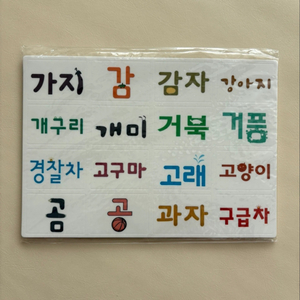 가지 감 감자 강아지
개구리 개미 거북 거품
경찰차 고구마 고래 고양이
곰 공 과자 구급차